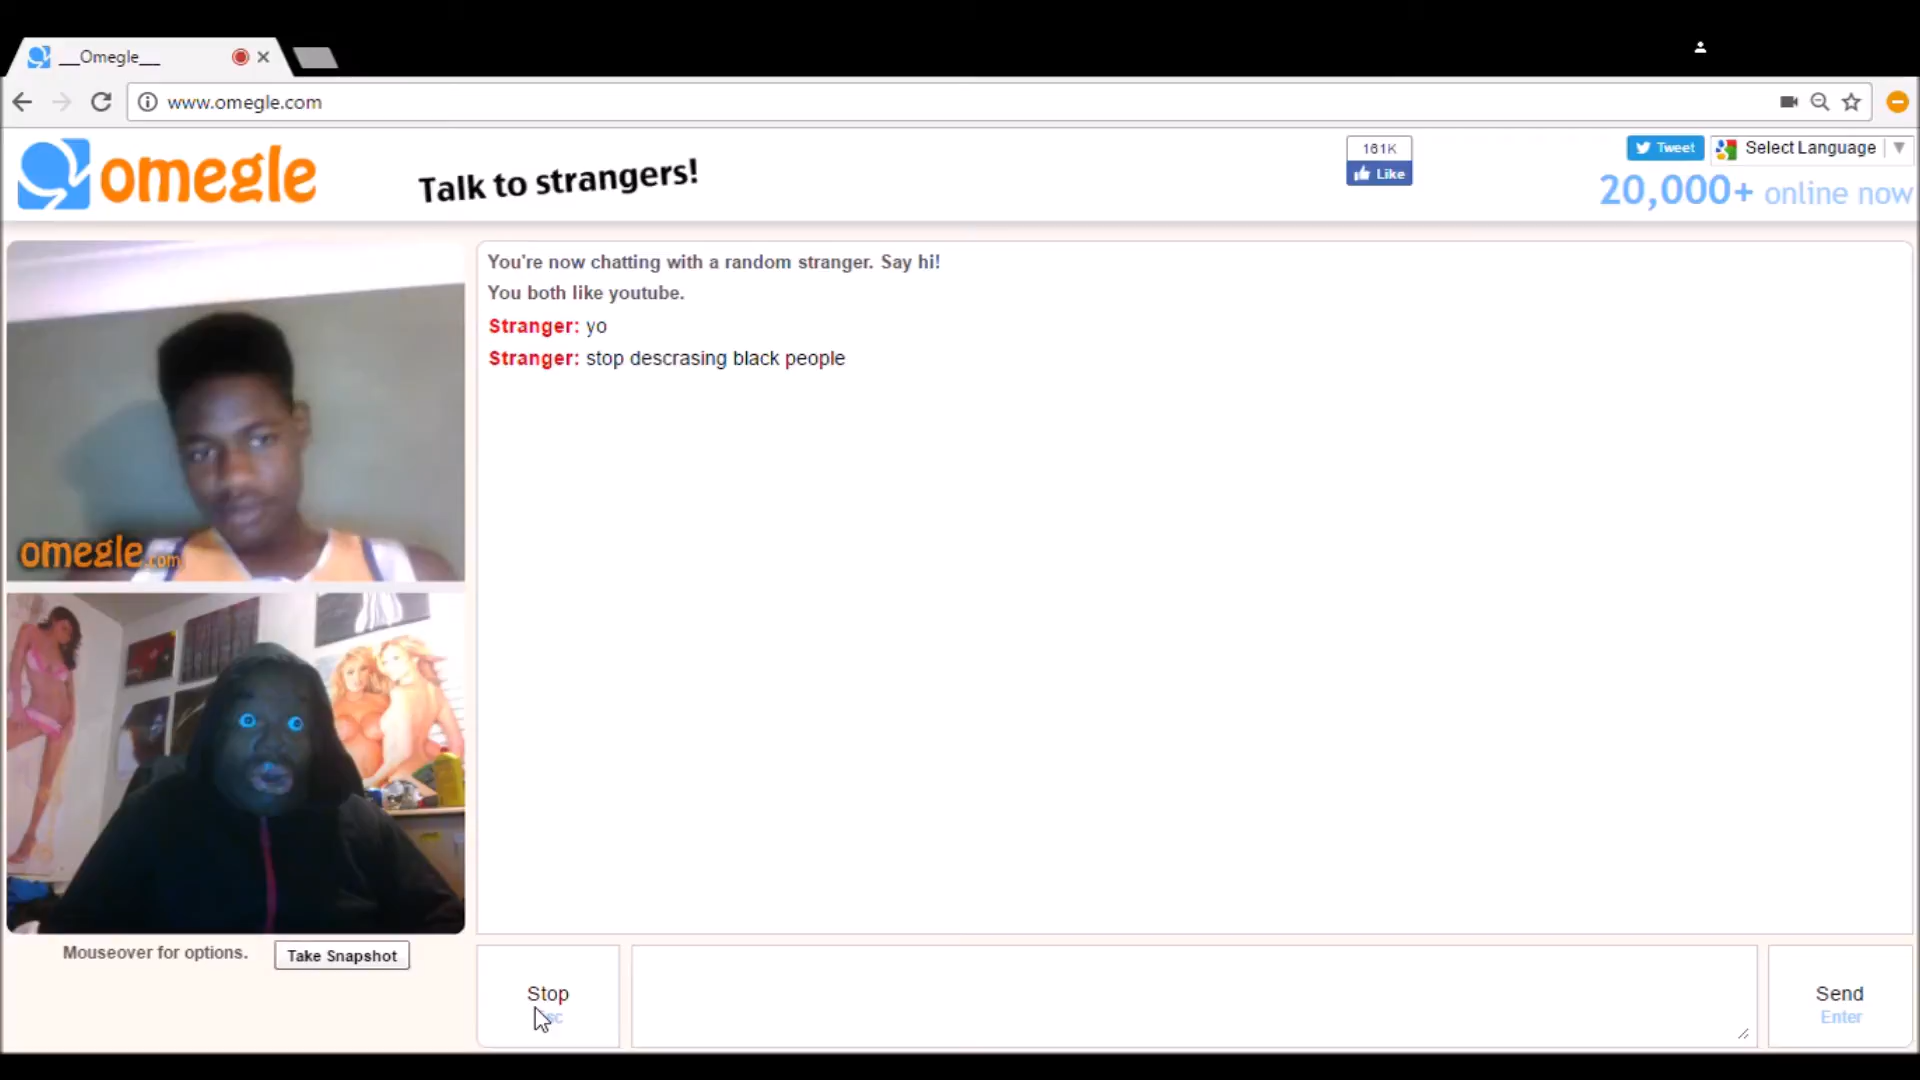 __Omegle__
www.omegle.com
omegle
Talk to strangers!
161K
Like
Tweet
Select Language
20,000+ online now
You're now chatting with a random stranger. Say hi!
You both like youtube.
Stranger: yo
Stranger: stop descrasing black people
omegle.com
Mouseover for options.
Take Snapshot
Stop
Send
Enter